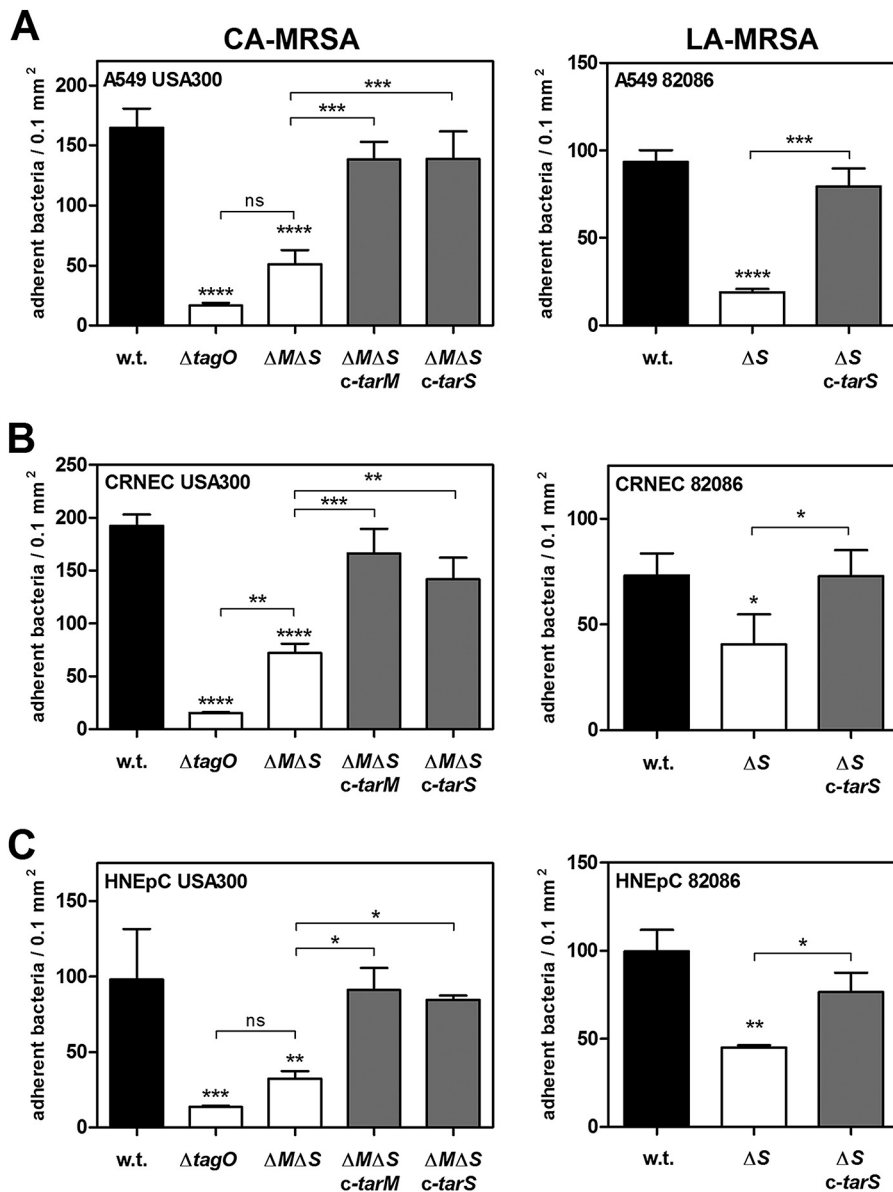 A
CA-MRSA
LA-MRSA
A549 USA300
adherent bacteria / 0.1 mm²
200
150
100
50
0
****
ns
****
***
***
w.t.
ΔtagO
ΔMΔS
ΔMΔS c-tarM
ΔMΔS c-tarS
A549 82086
adherent bacteria / 0.1 mm²
150
100
50
0
****
***
w.t.
ΔS
ΔS c-tarS
B
CRNEC USA300
adherent bacteria / 0.1 mm²
250
200
150
100
50
0
****
**
****
***
**
w.t.
ΔtagO
ΔMΔS
ΔMΔS c-tarM
ΔMΔS c-tarS
CRNEC 82086
adherent bacteria / 0.1 mm²
100
50
0
*
*
w.t.
ΔS
ΔS c-tarS
C
HNEpC USA300
adherent bacteria / 0.1 mm²
150
100
50
0
***
ns
**
*
*
w.t.
ΔtagO
ΔMΔS
ΔMΔS c-tarM
ΔMΔS c-tarS
HNEpC 82086
adherent bacteria / 0.1 mm²
150
100
50
0
**
*
w.t.
ΔS
ΔS c-tarS